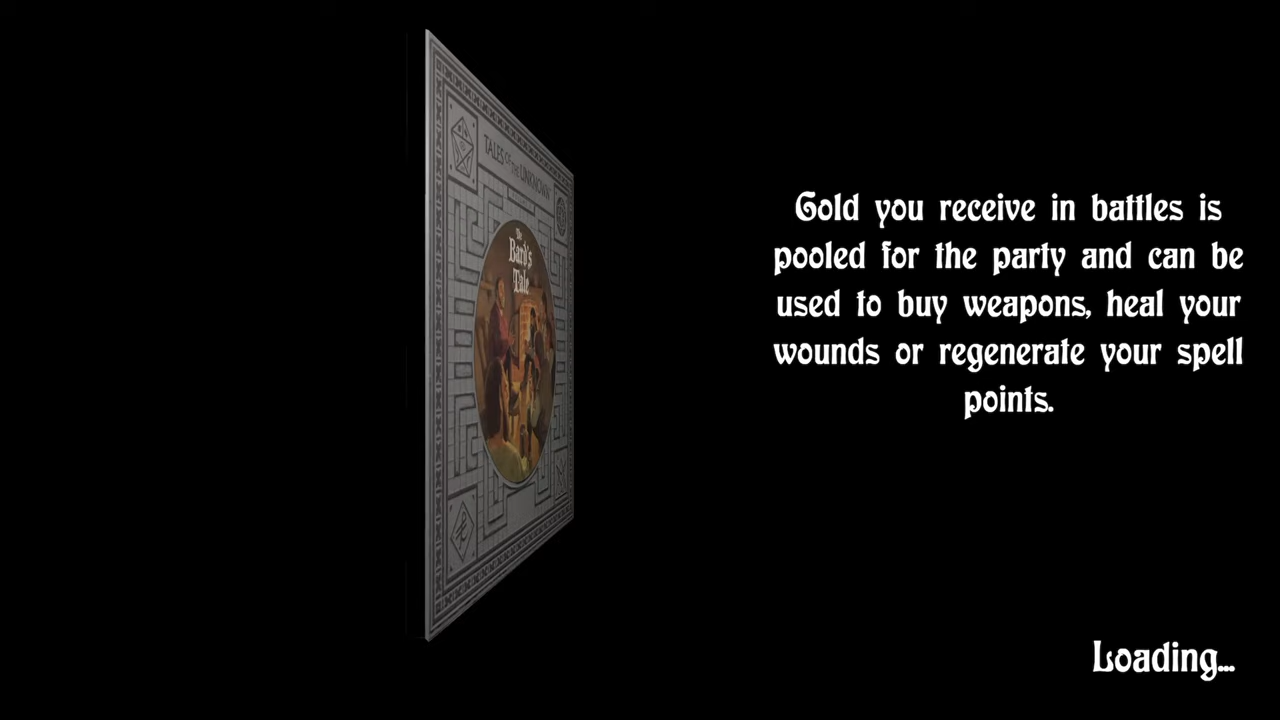 TALES OF THE UNKNOWN
The
Bard's
Tale
Gold you receive in battles is
pooled for the party and can be
used to buy weapons, heal your
wounds or regenerate your spell
points.
Loading...